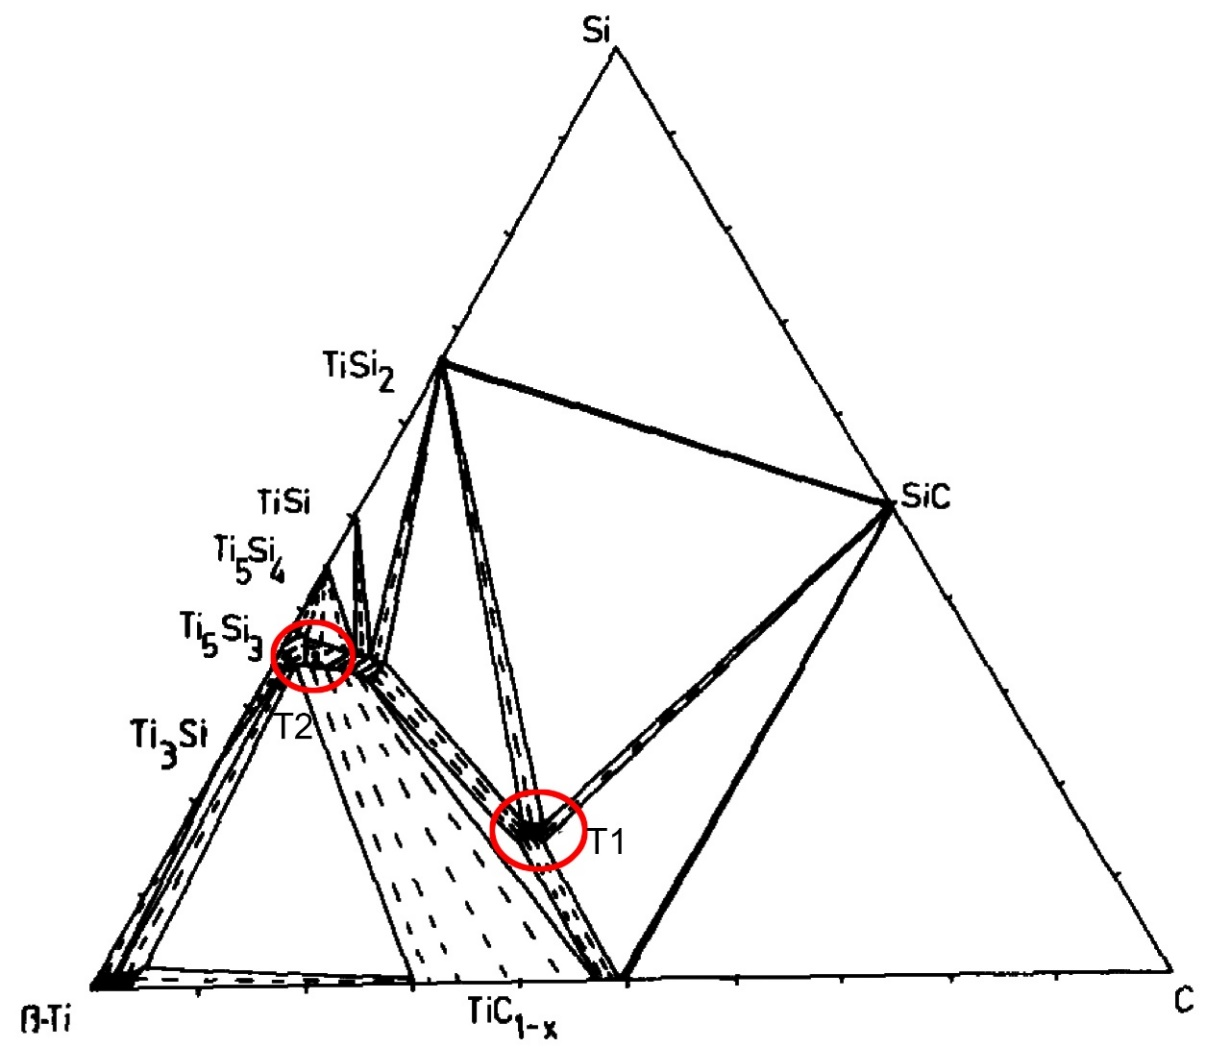 Si
TiSi2
SiC
TiSi
Ti5Si4
Ti5Si3
T2
Ti3Si
T1
β-Ti
TiC1-x
C